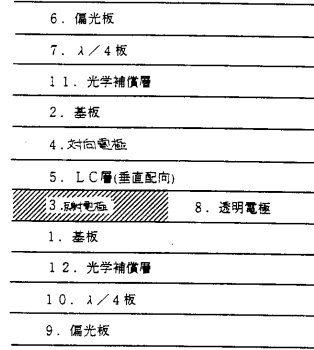 6. 偏光板
7. λ／4板
11. 光学補償層
2. 基板
4. 対向電極
5. LC層(垂直配向)
3. 反射電極 8. 透明電極
1. 基板
12. 光学補償層
10. λ／4板
9. 偏光板